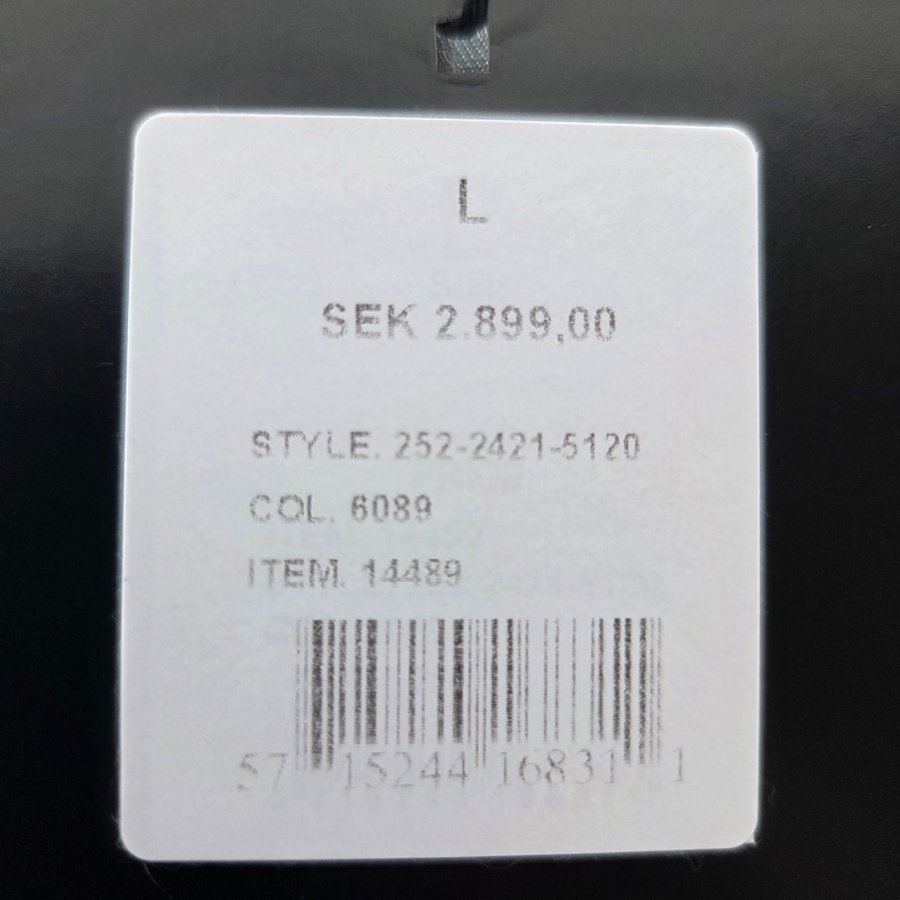 L
SEK 2.899,00
STYLE. 252-2421-5120
COL. 6089
ITEM. 14489
57 15244 16831 1